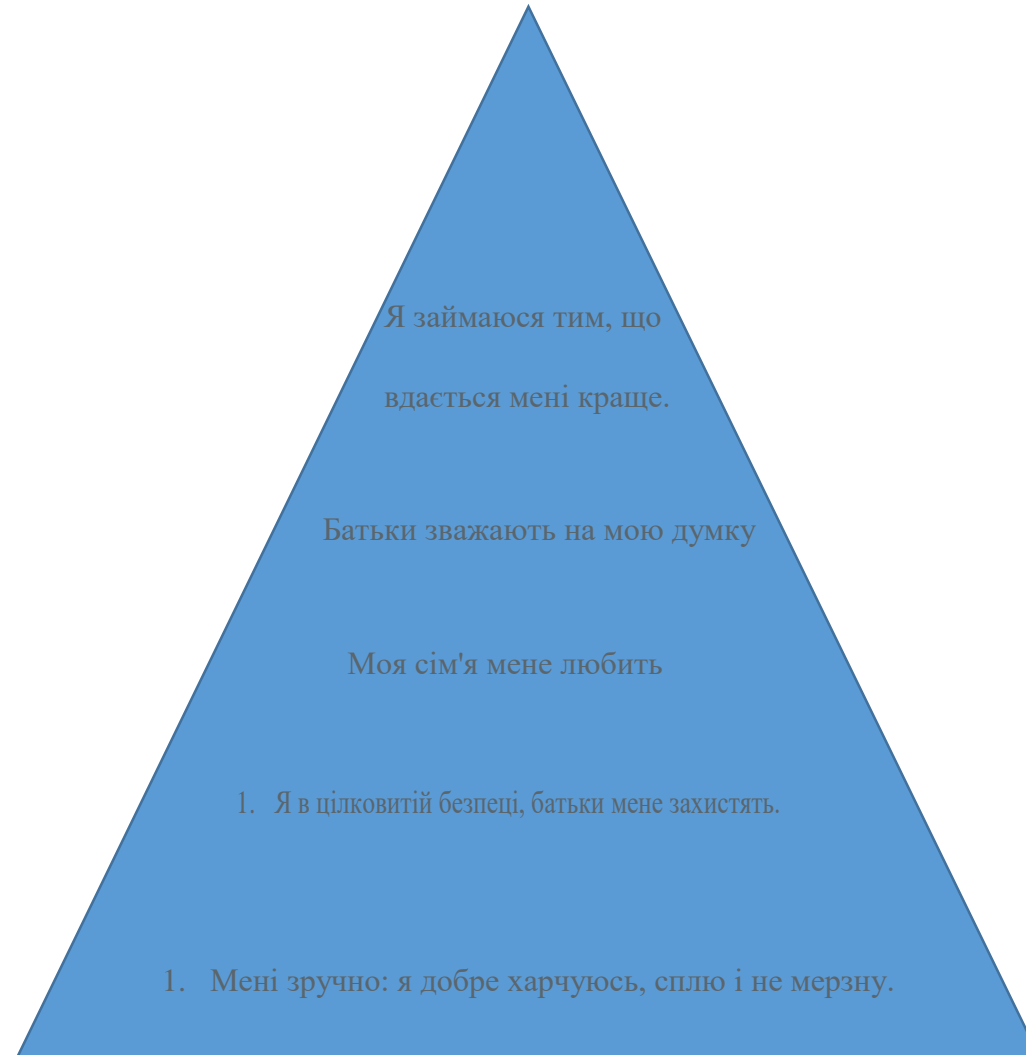 Я займаюся тим, що
вдається мені краще.
Батьки зважають на мою думку
Моя сім'я мене любить
1. Я в цілковитій безпеці, батьки мене захистять.
1. Мені зручно: я добре харчуюсь, сплю і не мерзну.